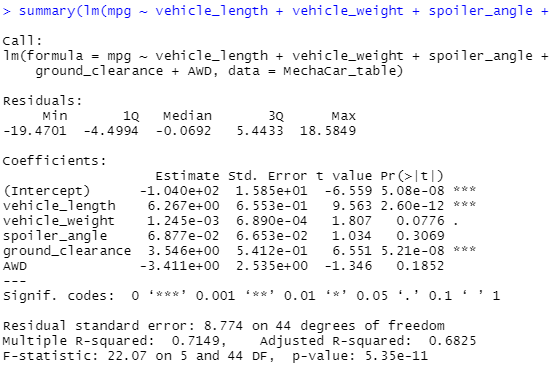 > summary(lm(mpg ~ vehicle_length + vehicle_weight + spoiler_angle +
Call:
lm(formula = mpg ~ vehicle_length + vehicle_weight + spoiler_angle +
    ground_clearance + AWD, data = MechaCar_table)
Residuals:
     Min       1Q   Median       3Q      Max
-19.4701  -4.4994  -0.0692   5.4433  18.5849
Coefficients:
                   Estimate Std. Error t value Pr(>|t|)
(Intercept)      -1.040e+02  1.585e+01  -6.559 5.08e-08 ***
vehicle_length    6.267e+00  6.553e-01   9.563 2.60e-12 ***
vehicle_weight    1.245e-03  6.890e-04   1.807   0.0776 .
spoiler_angle     6.877e-02  6.653e-02   1.034   0.3069
ground_clearance  3.546e+00  5.412e-01   6.551 5.21e-08 ***
AWD              -3.411e+00  2.535e+00  -1.346   0.1852
---
Signif. codes:  0 ‘***’ 0.001 ‘**’ 0.01 ‘*’ 0.05 ‘.’ 0.1 ‘ ’ 1
Residual standard error: 8.774 on 44 degrees of freedom
Multiple R-squared:  0.7149,    Adjusted R-squared:  0.6825
F-statistic: 22.07 on 5 and 44 DF,  p-value: 5.35e-11